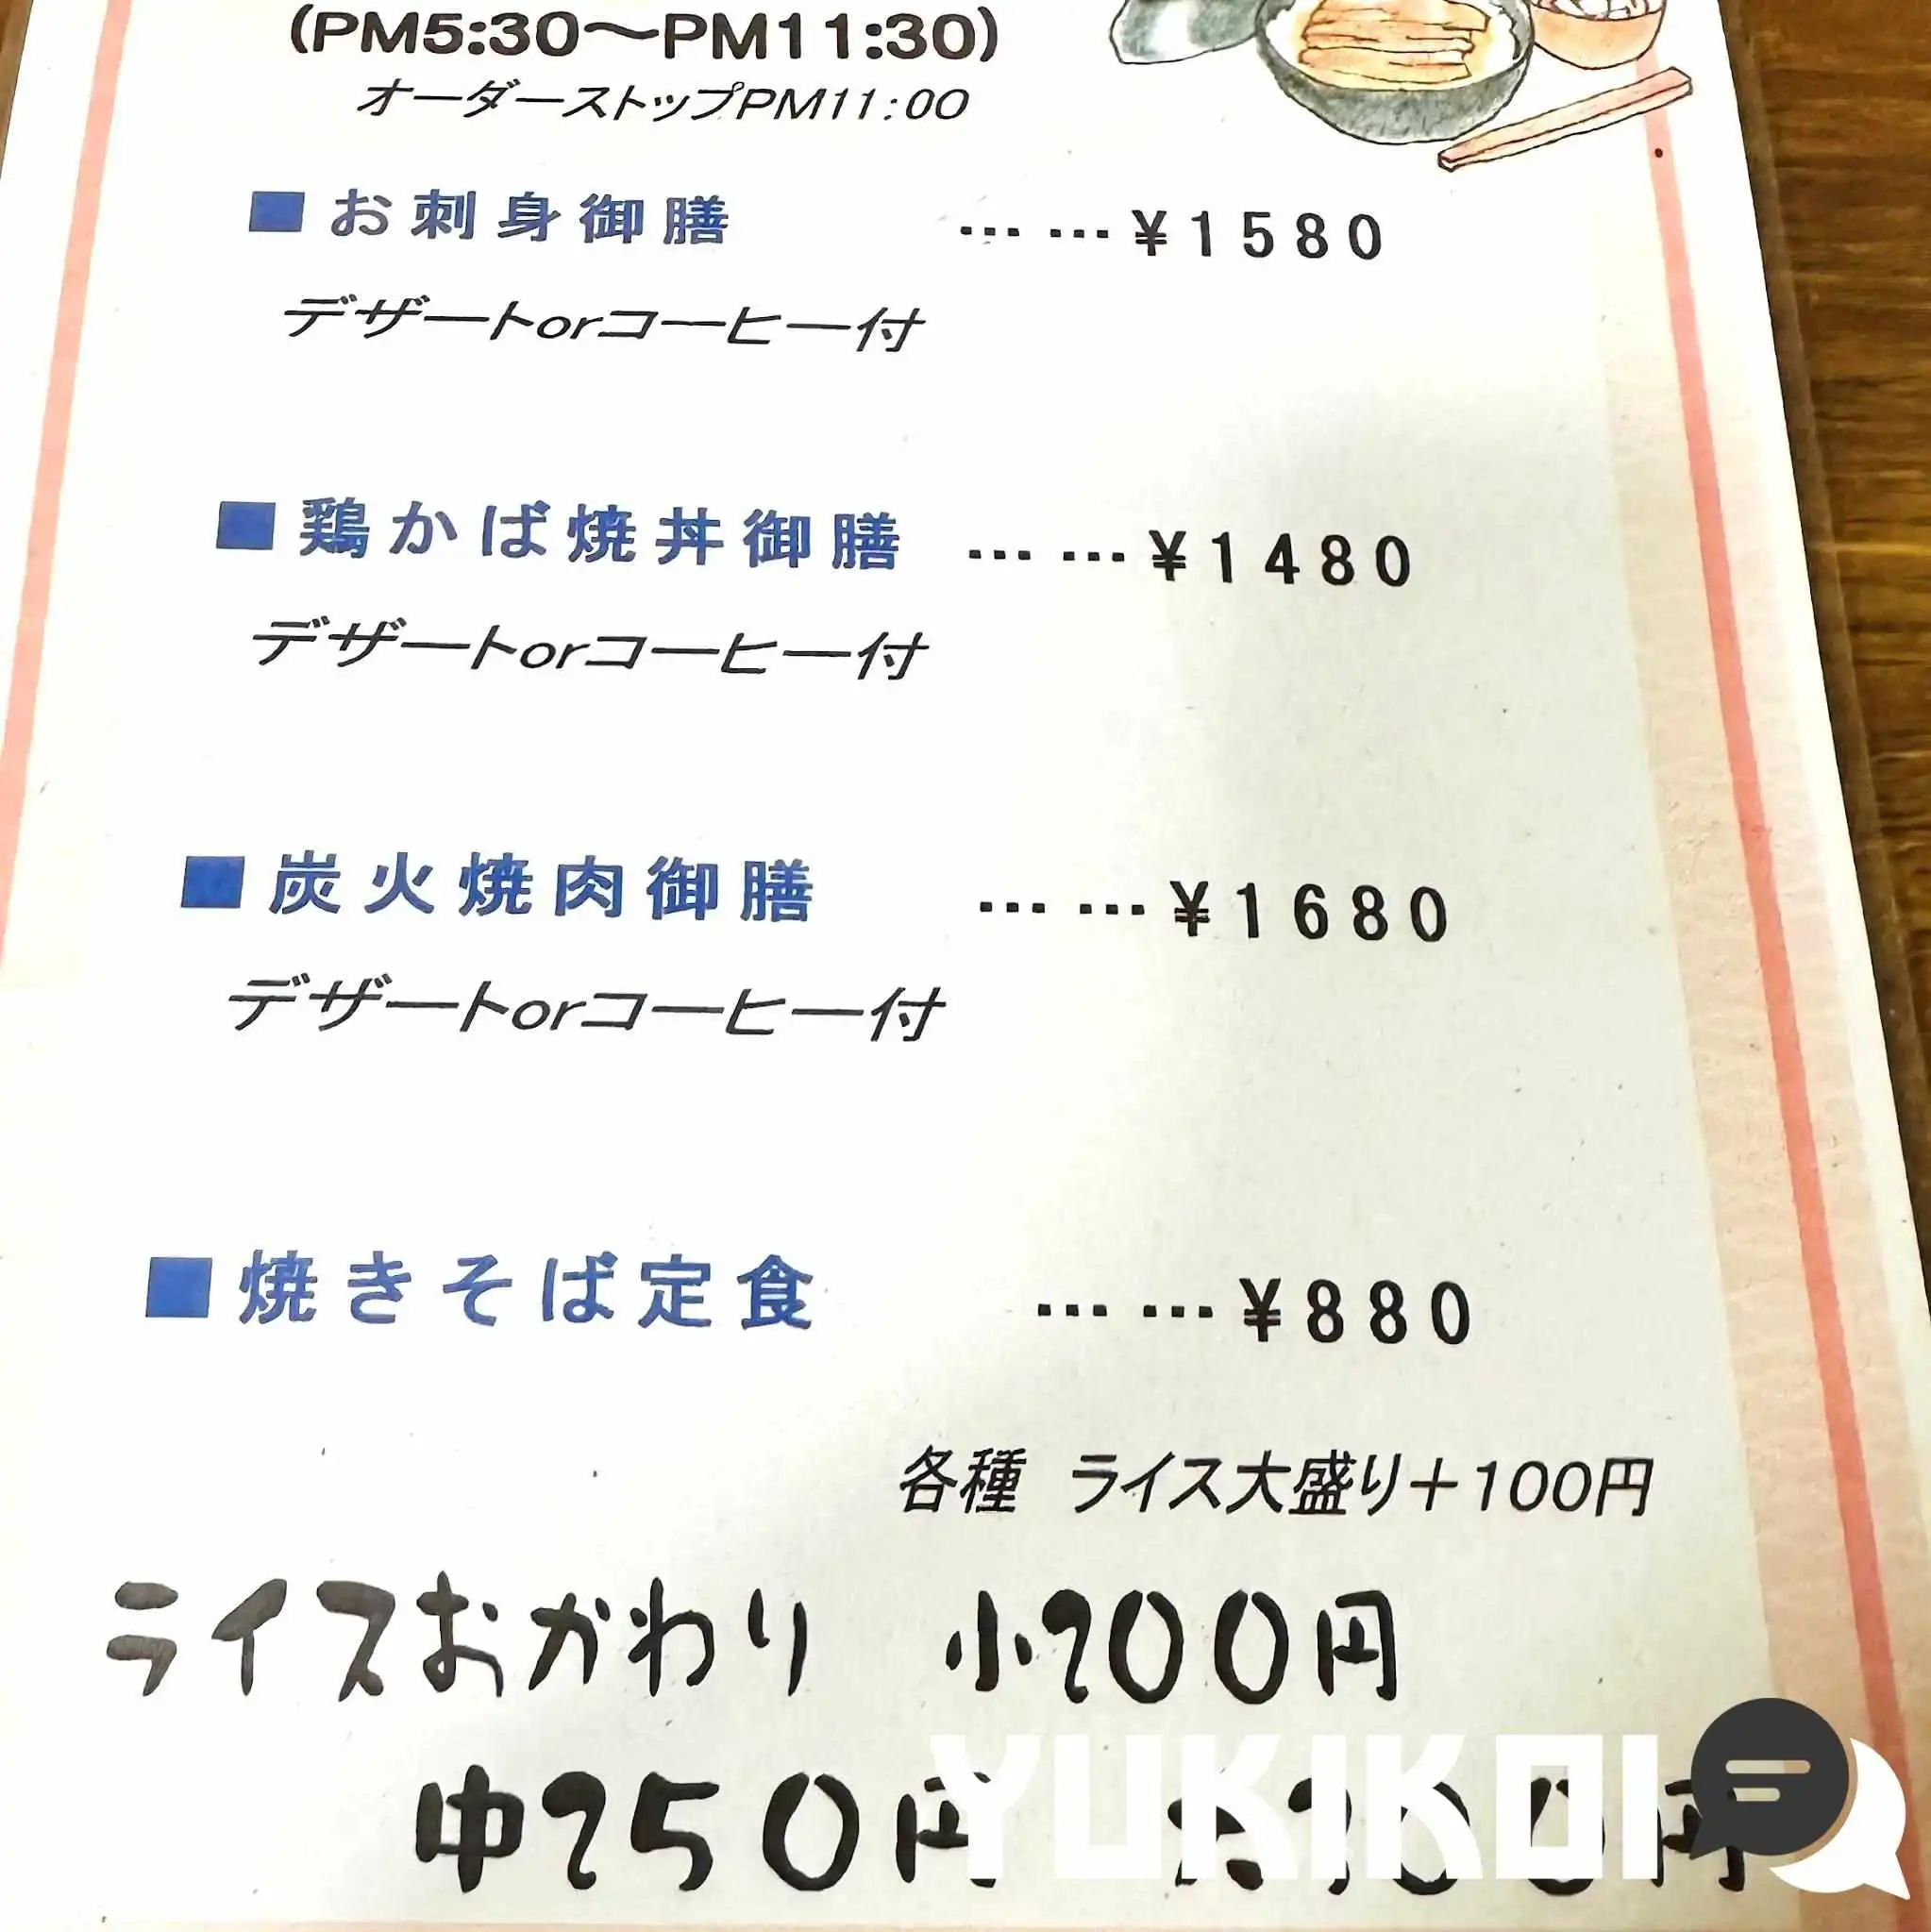 (PM5:30～PM11:30)
オーダーストップPM11:00
■お刺身御膳 …… ¥1580
デザートorコーヒー付
■鶏かば焼丼御膳 …… ¥1480
デザートorコーヒー付
■炭火焼肉御膳 …… ¥1680
デザートorコーヒー付
■焼きそば定食 …… ¥880
各種 ライス大盛り＋100円
ライスおかわり 小200円
中250円 円
YUKIKOI